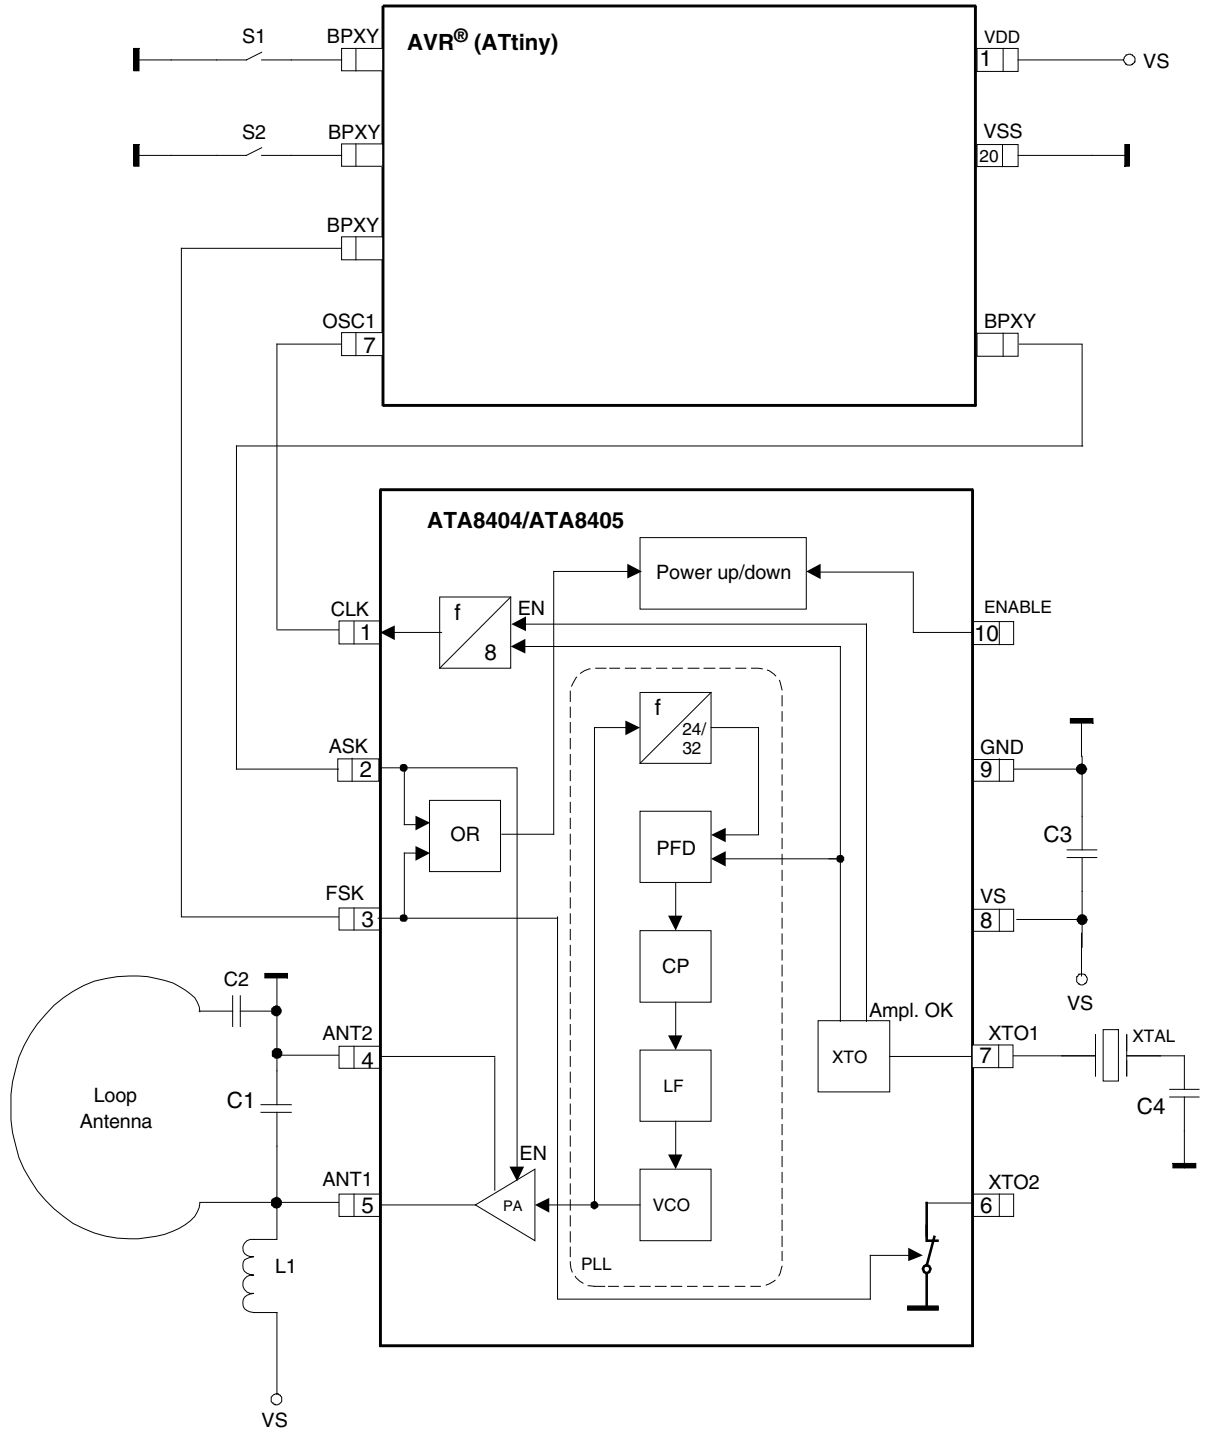 S1
BPXY
AVR® (ATtiny)
VDD
1
VS
S2
BPXY
VSS
20
BPXY
OSC1
7
BPXY
ATA8404/ATA8405
Power up/down
CLK
1
f
8
EN
ENABLE
10
f
24/
32
ASK
2
GND
9
OR
PFD
C3
FSK
3
VS
8
CP
C2
VS
Ampl. OK
ANT2
4
XTO
XTO1
7
XTAL
Loop
Antenna
C1
LF
C4
EN
ANT1
5
PA
VCO
XTO2
6
L1
PLL
VS